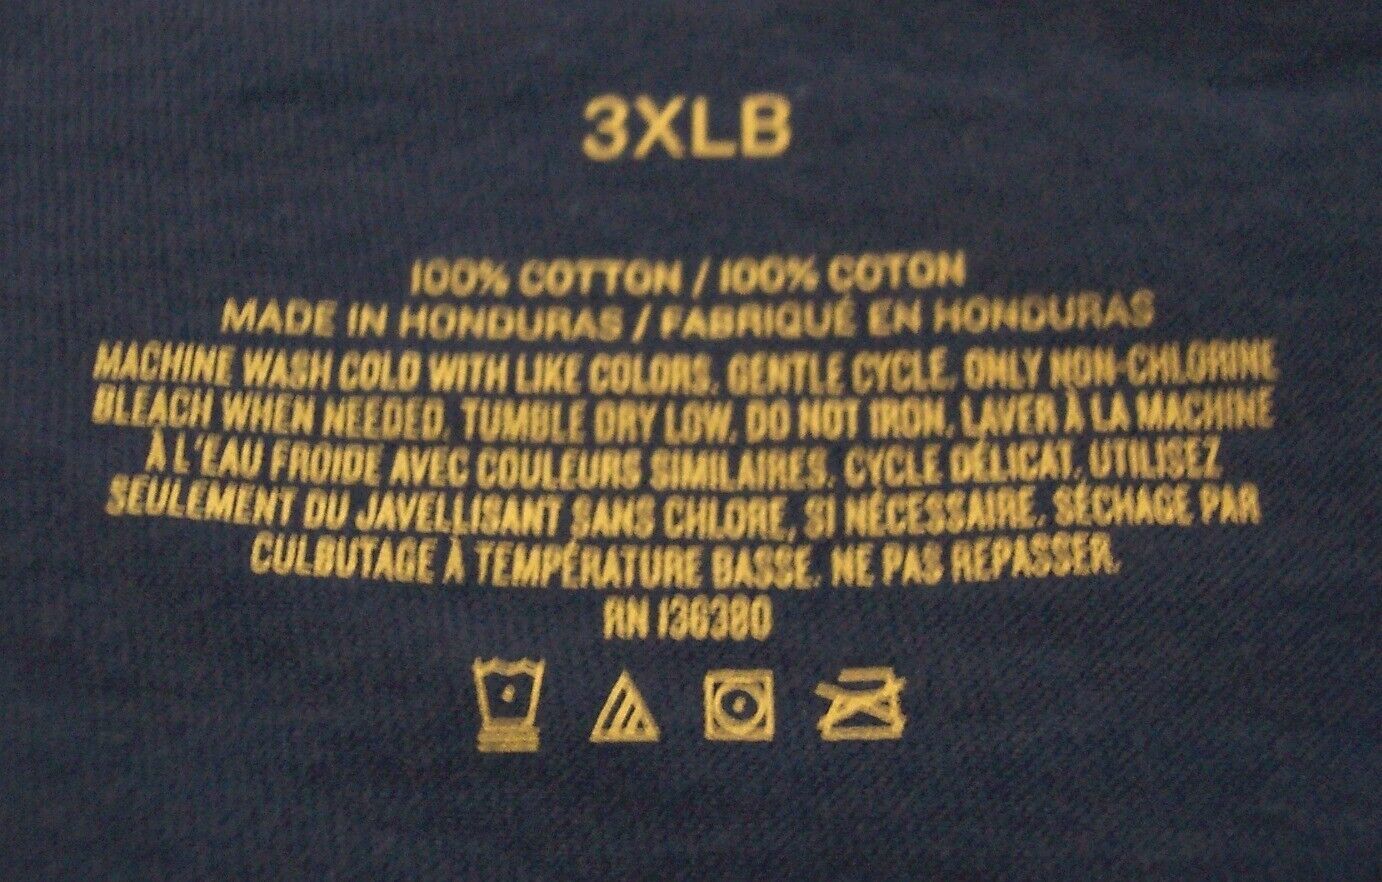 3XLB
100% COTTON / 100% COTON
MADE IN HONDURAS / FABRIQUÉ EN HONDURAS
MACHINE WASH COLD WITH LIKE COLORS. GENTLE CYCLE. ONLY NON-CHLORINE
BLEACH WHEN NEEDED. TUMBLE DRY LOW. DO NOT IRON. LAVER À LA MACHINE
À L'EAU FROIDE AVEC COULEURS SIMILAIRES. CYCLE DÉLICAT. UTILISEZ
SEULEMENT DU JAVELLISANT SANS CHLORE, SI NÉCESSAIRE. SÉCHAGE PAR
CULBUTAGE À TEMPÉRATURE BASSE. NE PAS REPASSER.
RN 136380